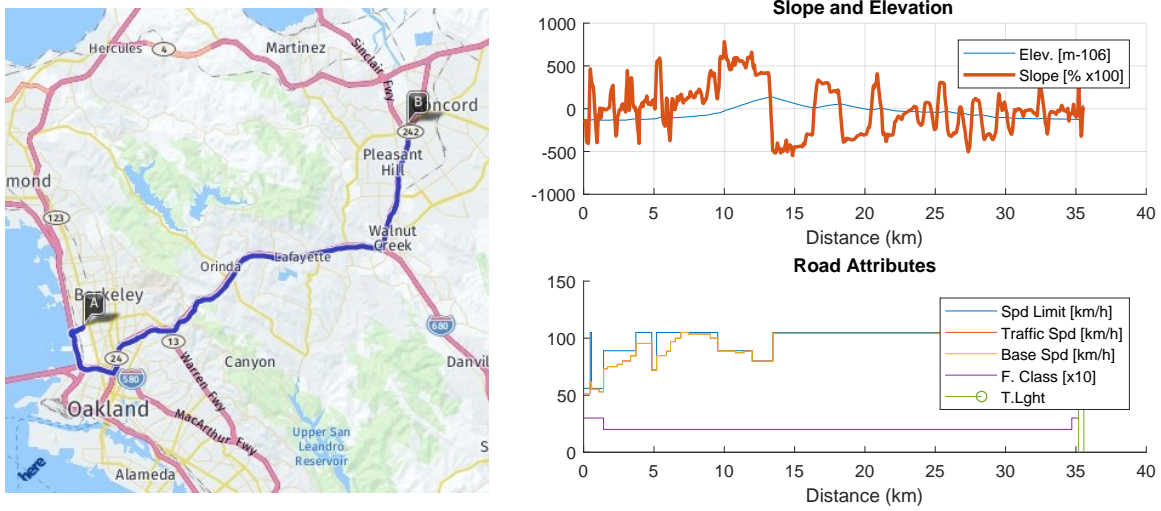 Hercules
4
Martinez
Sinclair Fwy
B
oncord
242
Pleasant
Hill
mond
123
Walnut
Creek
Orinda
Lafayette
Berkeley
A
680
13
24
Canyon
Danvil
580
Warren Fwy
Oakland
MacArthur Fwy
Upper San
Leandro
Reservoir
S
here
Alameda
Slope and Elevation
1000
500
0
-500
-1000
Elev. [m-106]
Slope [% x100]
0 5 10 15 20 25 30 35 40
Distance (km)
Road Attributes
150
100
50
0
Spd Limit [km/h]
Traffic Spd [km/h]
Base Spd [km/h]
F. Class [x10]
T.Lght
0 5 10 15 20 25 30 35 40
Distance (km)